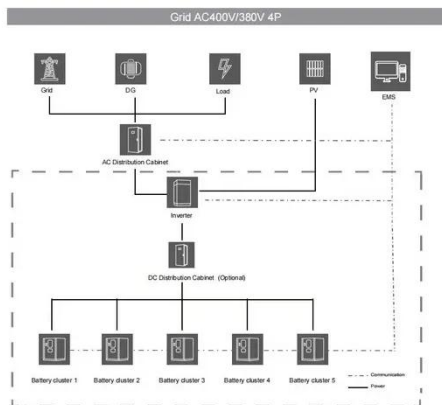 Grid AC400V/380V 4P
Grid
DG
Load
PV
EMS
AC Distribution Cabinet
Inverter
DC Distribution Cabinet (Optional)
Battery cluster 1
Battery cluster 2
Battery cluster 3
Battery cluster 4
Battery cluster 5
Communication
Power